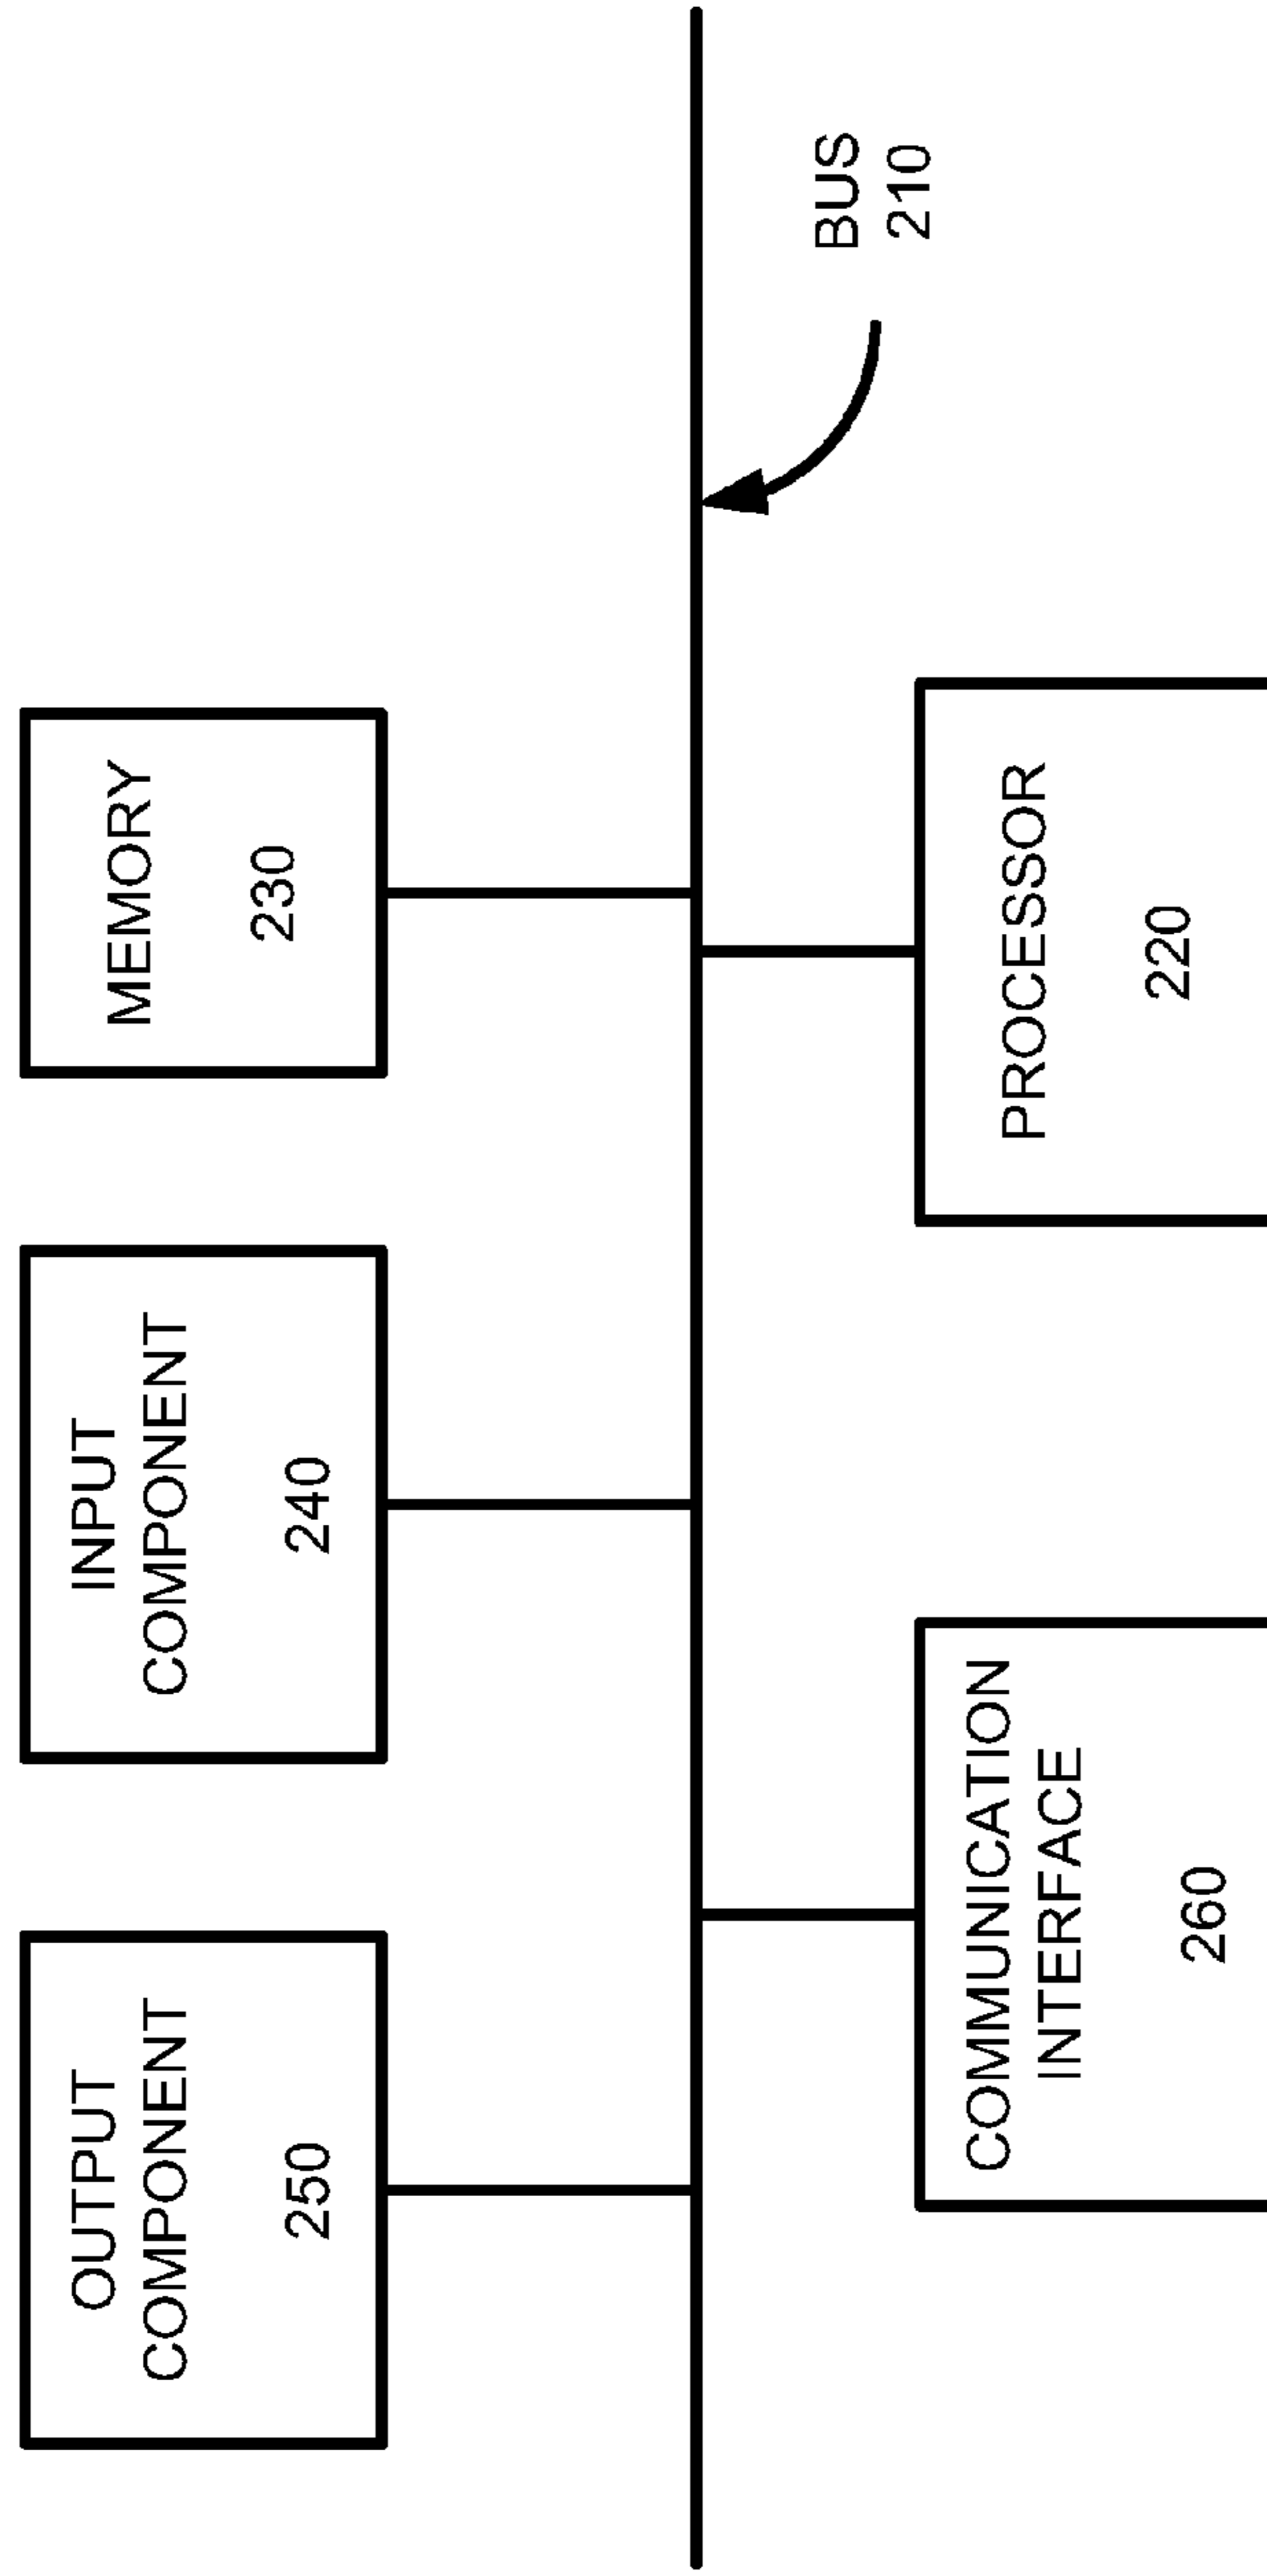 OUTPUT
COMPONENT
250
INPUT
COMPONENT
240
MEMORY
230
BUS
210
COMMUNICATION
INTERFACE
260
PROCESSOR
220